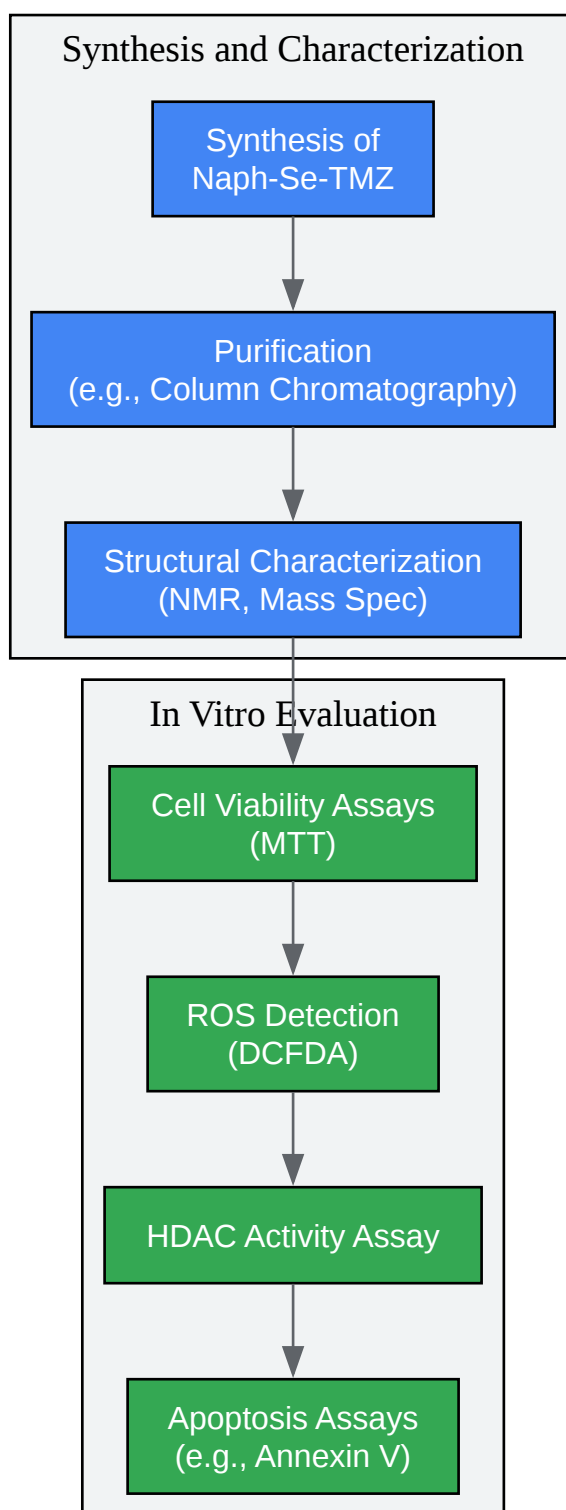 Synthesis and Characterization
Synthesis of
Naph-Se-TMZ
Purification
(e.g., Column Chromatography)
Structural Characterization
(NMR, Mass Spec)
In Vitro Evaluation
Cell Viability Assays
(MTT)
ROS Detection
(DCFDA)
HDAC Activity Assay
Apoptosis Assays
(e.g., Annexin V)